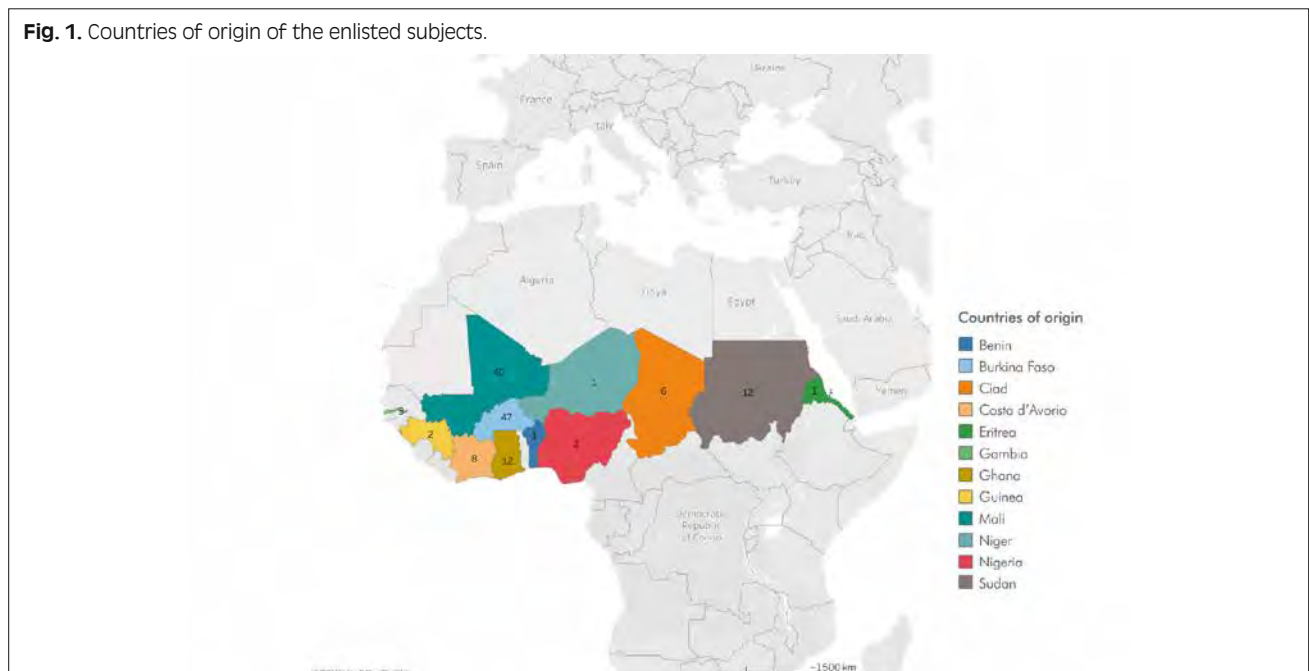 Fig. 1. Countries of origin of the enlisted subjects.
Ukraine
France
Italy
Spain
Turkey
Iraq
Algeria
Libya
Egypt
Saudi Arabia
Yemen
40
1
6
12
1
47
2
1
2
8
12
Democratic
Republic
of Congo
Countries of origin
Benin
Burkina Faso
Ciad
Costa d'Avorio
Eritrea
Gambia
Ghana
Guinea
Mali
Niger
Nigeria
Sudan
~1500 km